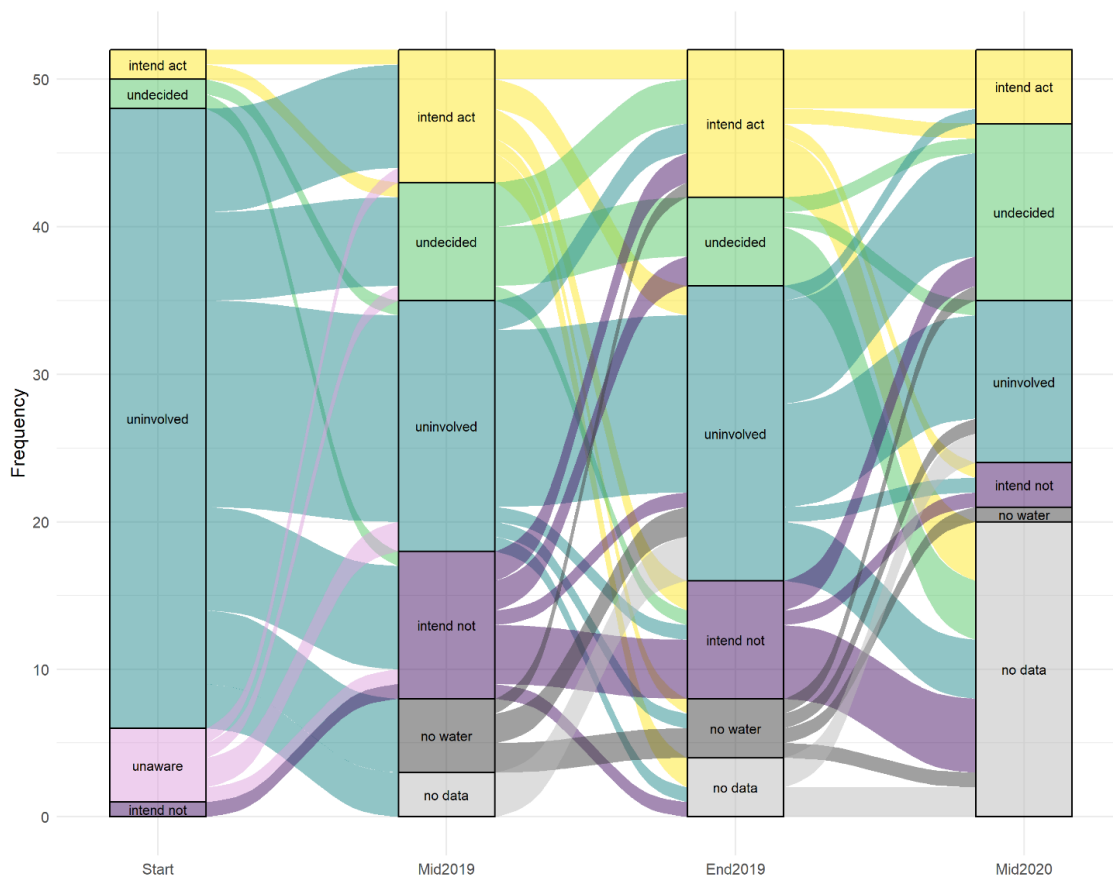 Frequency
50
40
30
20
10
0
intend act
undecided
uninvolved
unaware
intend not
intend act
undecided
uninvolved
intend not
no water
no data
intend act
undecided
uninvolved
intend not
no water
no data
intend act
undecided
uninvolved
intend not
no water
no data
Start
Mid2019
End2019
Mid2020